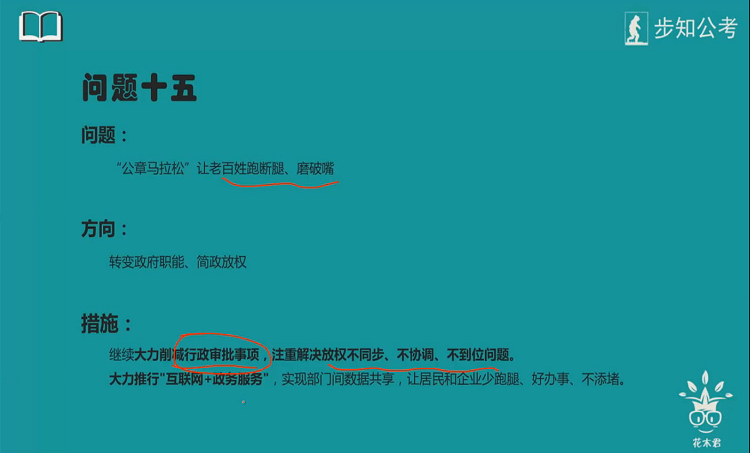 步知公考
问题十五
问题：
“公章马拉松”让老百姓跑断腿、磨破嘴
方向：
转变政府职能、简政放权
措施：
继续大力削减行政审批事项，注重解决放权不同步、不协调、不到位问题。
大力推行"互联网+政务服务"，实现部门间数据共享，让居民和企业少跑腿、好办事、不添堵。
花木君